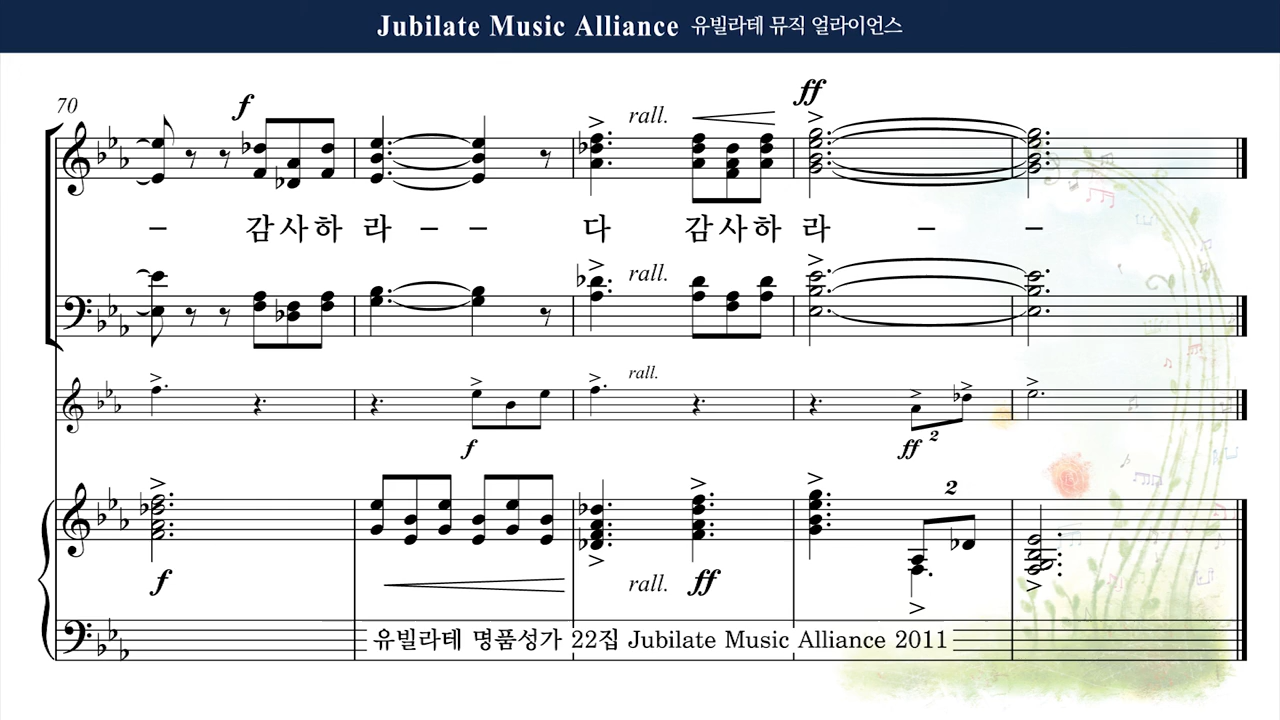 Jubilate Music Alliance 유빌라테 뮤직 얼라이언스
70
f
ff
rall.
– 감사하 라 – – 다 감사하 라 – –
rall.
rall.
f
ff 2
2
f
rall. ff
유빌라테 명품성가 22집 Jubilate Music Alliance 2011